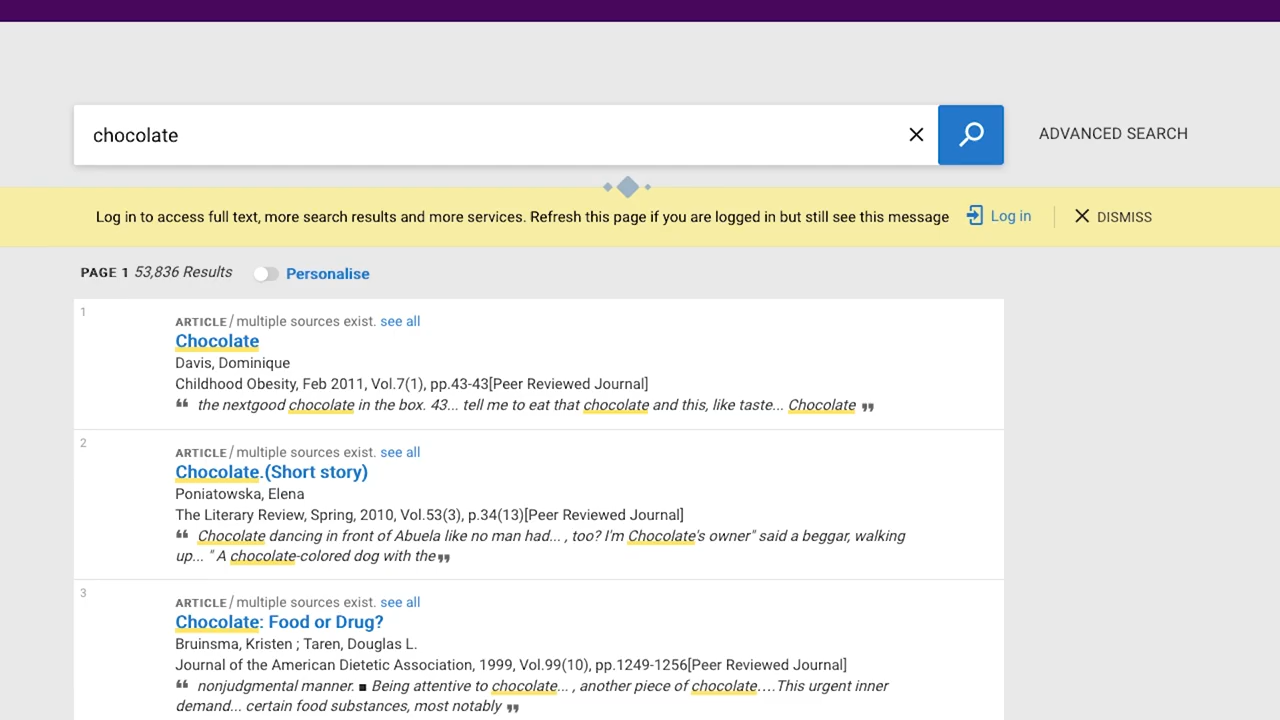 chocolate
ADVANCED SEARCH
Log in to access full text, more search results and more services. Refresh this page if you are logged in but still see this message Log in DISMISS
PAGE 1 53,836 Results Personalise
1
ARTICLE / multiple sources exist. see all
Chocolate
Davis, Dominique
Childhood Obesity, Feb 2011, Vol.7(1), pp.43-43[Peer Reviewed Journal]
“ the nextgood chocolate in the box. 43... tell me to eat that chocolate and this, like taste... Chocolate ”
2
ARTICLE / multiple sources exist. see all
Chocolate.(Short story)
Poniatowska, Elena
The Literary Review, Spring, 2010, Vol.53(3), p.34(13)[Peer Reviewed Journal]
“ Chocolate dancing in front of Abuela like no man had... , too? I'm Chocolate's owner" said a beggar, walking
up... " A chocolate-colored dog with the ”
3
ARTICLE / multiple sources exist. see all
Chocolate: Food or Drug?
Bruinsma, Kristen ; Taren, Douglas L.
Journal of the American Dietetic Association, 1999, Vol.99(10), pp.1249-1256[Peer Reviewed Journal]
“ nonjudgmental manner. ■ Being attentive to chocolate... , another piece of chocolate….This urgent inner
demand... certain food substances, most notably ”